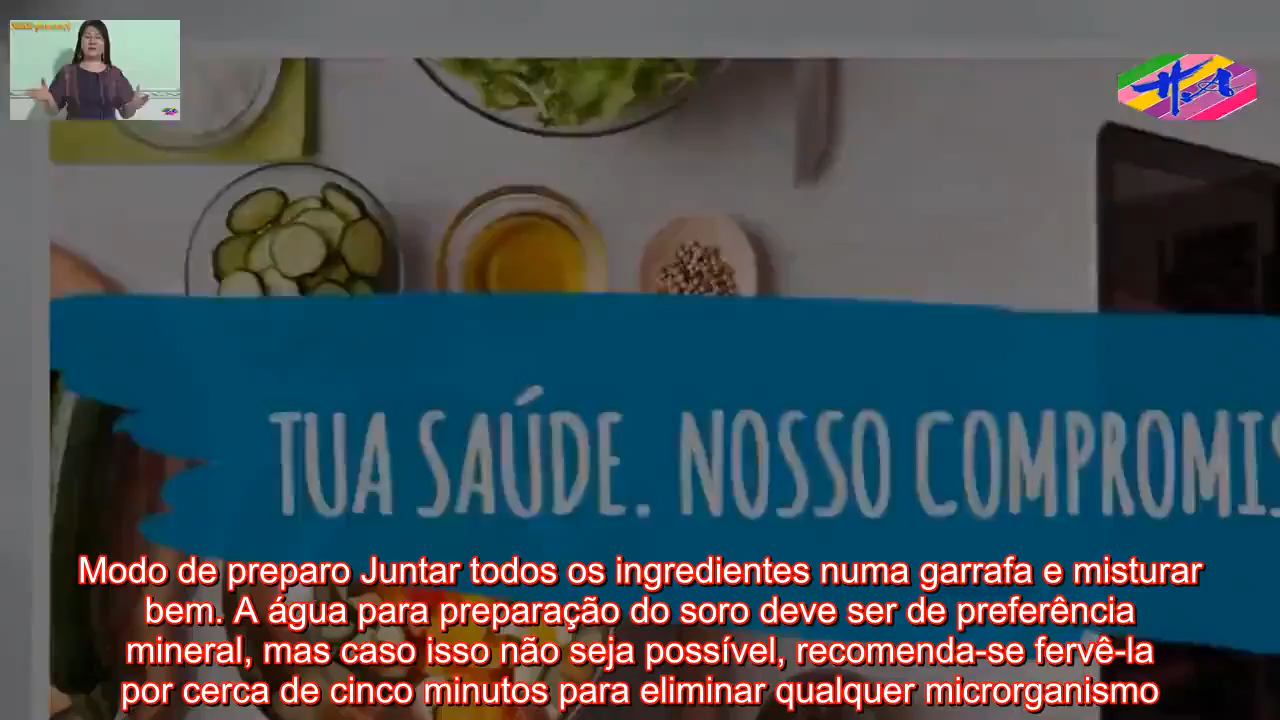 H.A
TUA SAÚDE. NOSSO COMPROMIS
Modo de preparo Juntar todos os ingredientes numa garrafa e misturar
bem. A água para preparação do soro deve ser de preferência
mineral, mas caso isso não seja possível, recomenda-se fervê-la
por cerca de cinco minutos para eliminar qualquer microrganismo